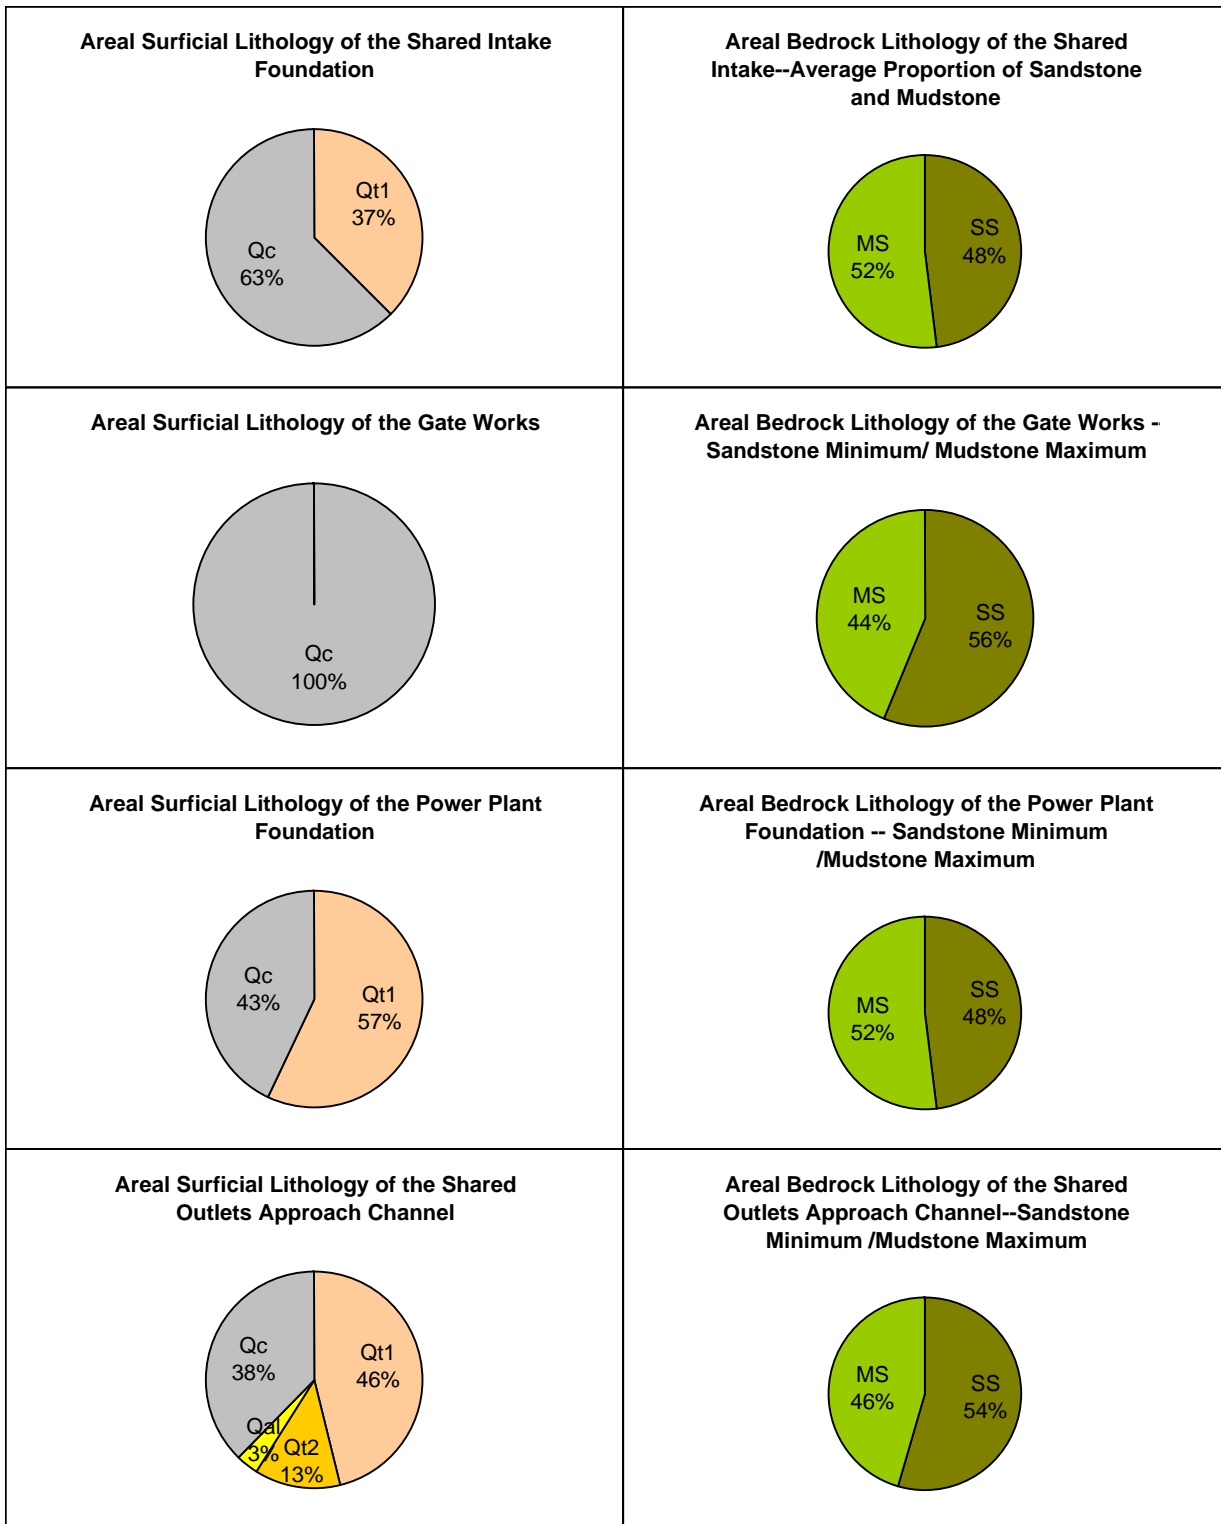 Areal Surficial Lithology of the Shared Intake
Foundation
Qt1
37%
Qc
63%
Areal Bedrock Lithology of the Shared
Intake--Average Proportion of Sandstone
and Mudstone
MS
52%
SS
48%
Areal Surficial Lithology of the Gate Works
Qc
100%
Areal Bedrock Lithology of the Gate Works --
Sandstone Minimum/ Mudstone Maximum
MS
44%
SS
56%
Areal Surficial Lithology of the Power Plant
Foundation
Qc
43%
Qt1
57%
Areal Bedrock Lithology of the Power Plant
Foundation -- Sandstone Minimum
/Mudstone Maximum
MS
52%
SS
48%
Areal Surficial Lithology of the Shared
Outlets Approach Channel
Qc
38%
Qt1
46%
Qal
3%
Qt2
13%
Areal Bedrock Lithology of the Shared
Outlets Approach Channel--Sandstone
Minimum /Mudstone Maximum
MS
46%
SS
54%